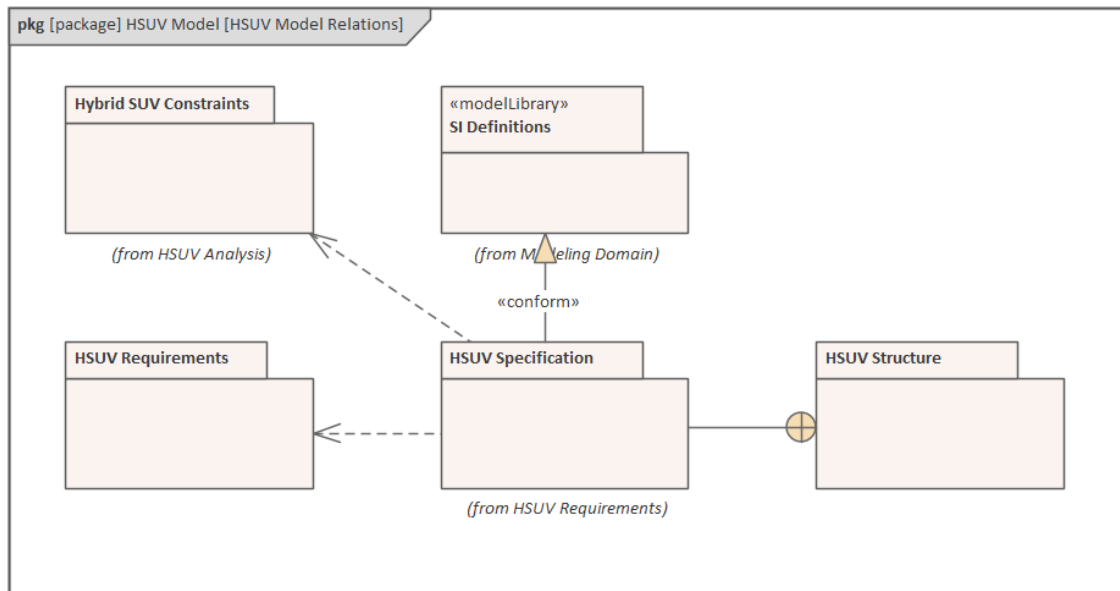 pkg [package] HSUV Model [HSUV Model Relations]
Hybrid SUV Constraints
«modelLibrary»
SI Definitions
(from HSUV Analysis)
(from Modeling Domain)
«conform»
HSUV Requirements
HSUV Specification
HSUV Structure
(from HSUV Requirements)